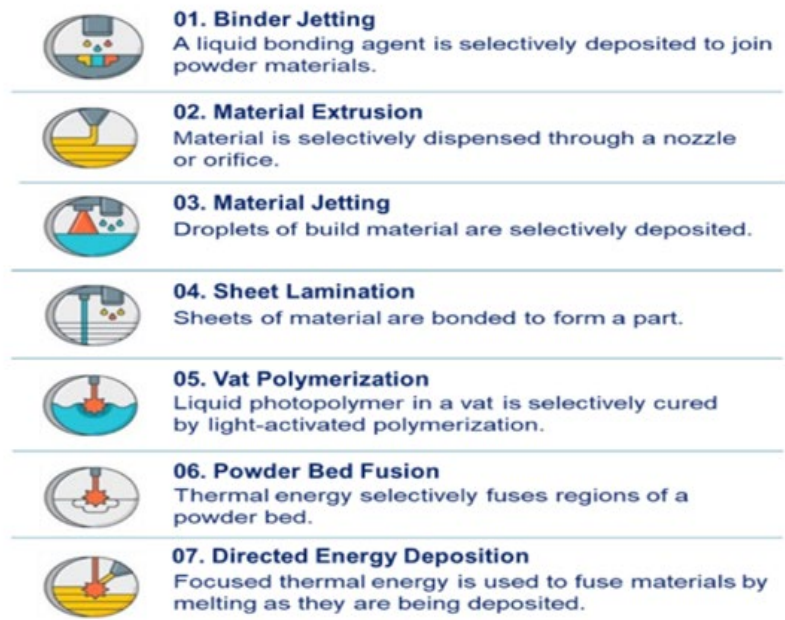 01. Binder Jetting
A liquid bonding agent is selectively deposited to join
powder materials.
02. Material Extrusion
Material is selectively dispensed through a nozzle
or orifice.
03. Material Jetting
Droplets of build material are selectively deposited.
04. Sheet Lamination
Sheets of material are bonded to form a part.
05. Vat Polymerization
Liquid photopolymer in a vat is selectively cured
by light-activated polymerization.
06. Powder Bed Fusion
Thermal energy selectively fuses regions of a
powder bed.
07. Directed Energy Deposition
Focused thermal energy is used to fuse materials by
melting as they are being deposited.